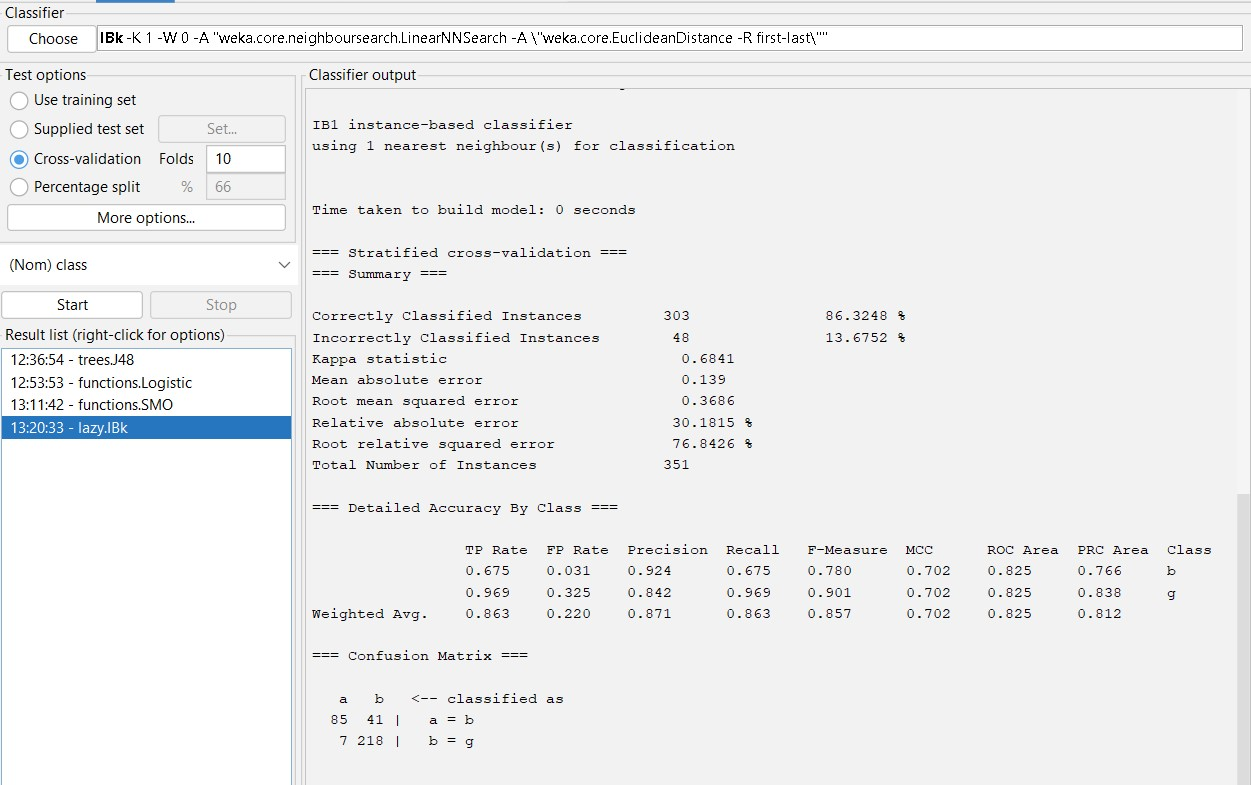 Classifier
Choose IBk -K 1 -W 0 -A "weka.core.neighboursearch.LinearNNSearch -A \"weka.core.EuclideanDistance -R first-last\""
Test options
Use training set
Supplied test set Set...
Cross-validation Folds 10
Percentage split % 66
More options...
(Nom) class
Start Stop
Result list (right-click for options)
12:36:54 - trees.J48
12:53:53 - functions.Logistic
13:11:42 - functions.SMO
13:20:33 - lazy.IBk
Classifier output
IB1 instance-based classifier
using 1 nearest neighbour(s) for classification
Time taken to build model: 0 seconds
=== Stratified cross-validation ===
=== Summary ===
Correctly Classified Instances 303 86.3248 %
Incorrectly Classified Instances 48 13.6752 %
Kappa statistic 0.6841
Mean absolute error 0.139
Root mean squared error 0.3686
Relative absolute error 30.1815 %
Root relative squared error 76.8426 %
Total Number of Instances 351
=== Detailed Accuracy By Class ===
TP Rate FP Rate Precision Recall F-Measure MCC ROC Area PRC Area Class
0.675 0.031 0.924 0.675 0.780 0.702 0.825 0.766 b
0.969 0.325 0.842 0.969 0.901 0.702 0.825 0.838 g
Weighted Avg. 0.863 0.220 0.871 0.863 0.857 0.702 0.825 0.812
=== Confusion Matrix ===
a b <-- classified as
85 41 | a = b
7 218 | b = g